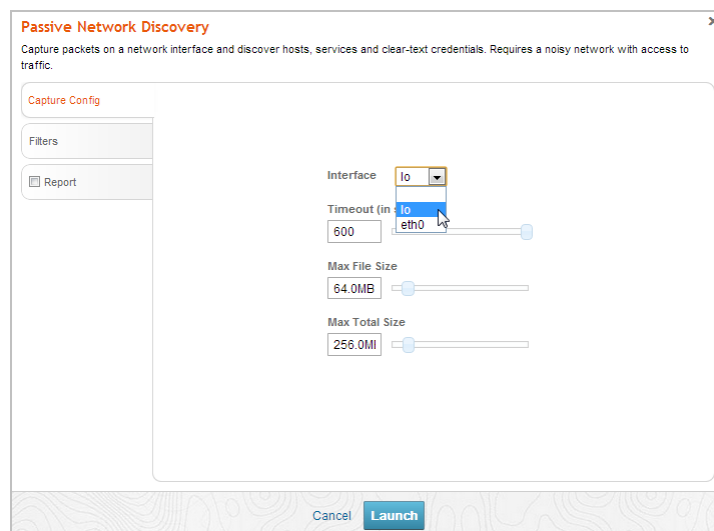 Passive Network Discovery
Capture packets on a network interface and discover hosts, services and clear-text credentials. Requires a noisy network with access to
traffic.
Capture Config
Filters
Report
Interface lo
lo
eth0
Timeout (in s
600
Max File Size
64.0MB
Max Total Size
256.0M
Cancel Launch